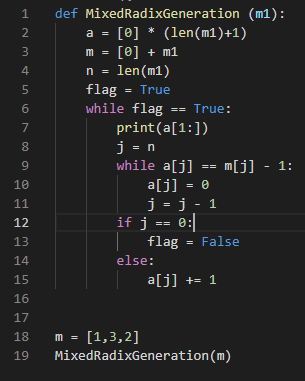 1 def MixedRadixGeneration (m1):
2     a = [0] * (len(m1)+1)
3     m = [0] + m1
4     n = len(m1)
5     flag = True
6     while flag == True:
7         print(a[1:])
8         j = n
9         while a[j] == m[j] - 1:
10             a[j] = 0
11             j = j - 1
12         if j == 0:
13             flag = False
14         else:
15             a[j] += 1
16
17
18 m = [1,3,2]
19 MixedRadixGeneration(m)